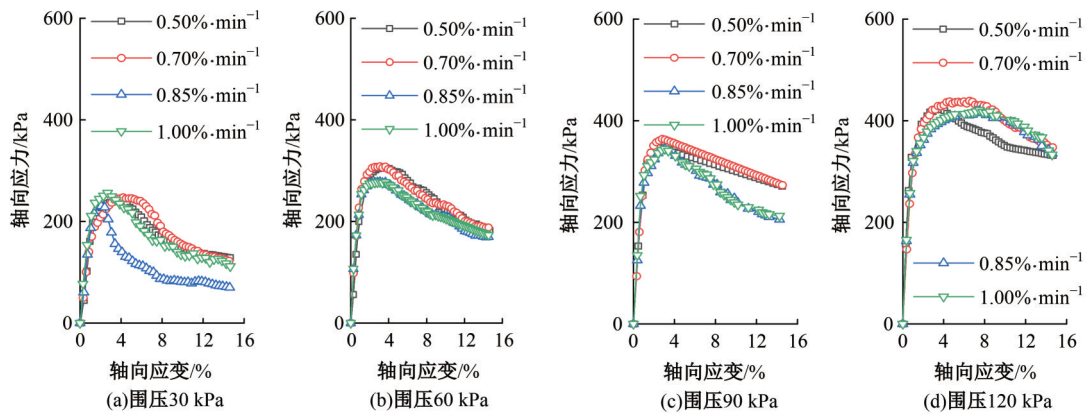 600
400
200
0
轴向应力/kPa
0.50%·min⁻¹
0.70%·min⁻¹
0.85%·min⁻¹
1.00%·min⁻¹
0 4 8 12 16
轴向应变/%
(a)围压30 kPa
600
400
200
0
轴向应力/kPa
0.50%·min⁻¹
0.70%·min⁻¹
0.85%·min⁻¹
1.00%·min⁻¹
0 4 8 12 16
轴向应变/%
(b)围压60 kPa
600
400
200
0
轴向应力/kPa
0.50%·min⁻¹
0.70%·min⁻¹
0.85%·min⁻¹
1.00%·min⁻¹
0 4 8 12 16
轴向应变/%
(c)围压90 kPa
600
400
200
0
轴向应力/kPa
0.50%·min⁻¹
0.70%·min⁻¹
0.85%·min⁻¹
1.00%·min⁻¹
0 4 8 12 16
轴向应变/%
(d)围压120 kPa